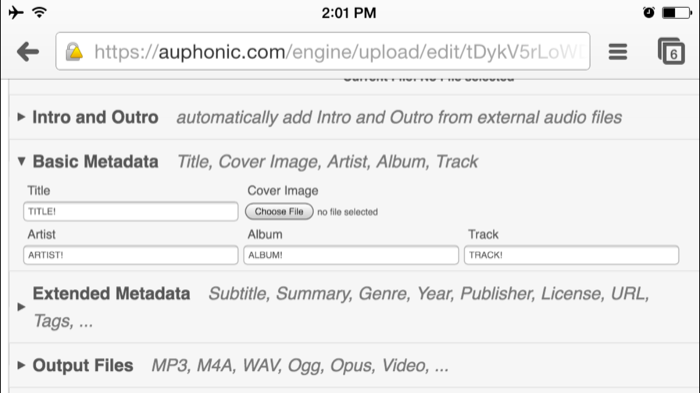 2:01 PM
https://auphonic.com/engine/upload/edit/tDykV5rLoW
6
Current File: No File selected
Intro and Outro automatically add Intro and Outro from external audio files
Basic Metadata Title, Cover Image, Artist, Album, Track
Title Cover Image
TITLE! Choose File no file selected
Artist Album Track
ARTIST! ALBUM! TRACK!
Extended Metadata Subtitle, Summary, Genre, Year, Publisher, License, URL,
Tags, ...
Output Files MP3, M4A, WAV, Ogg, Opus, Video, ...